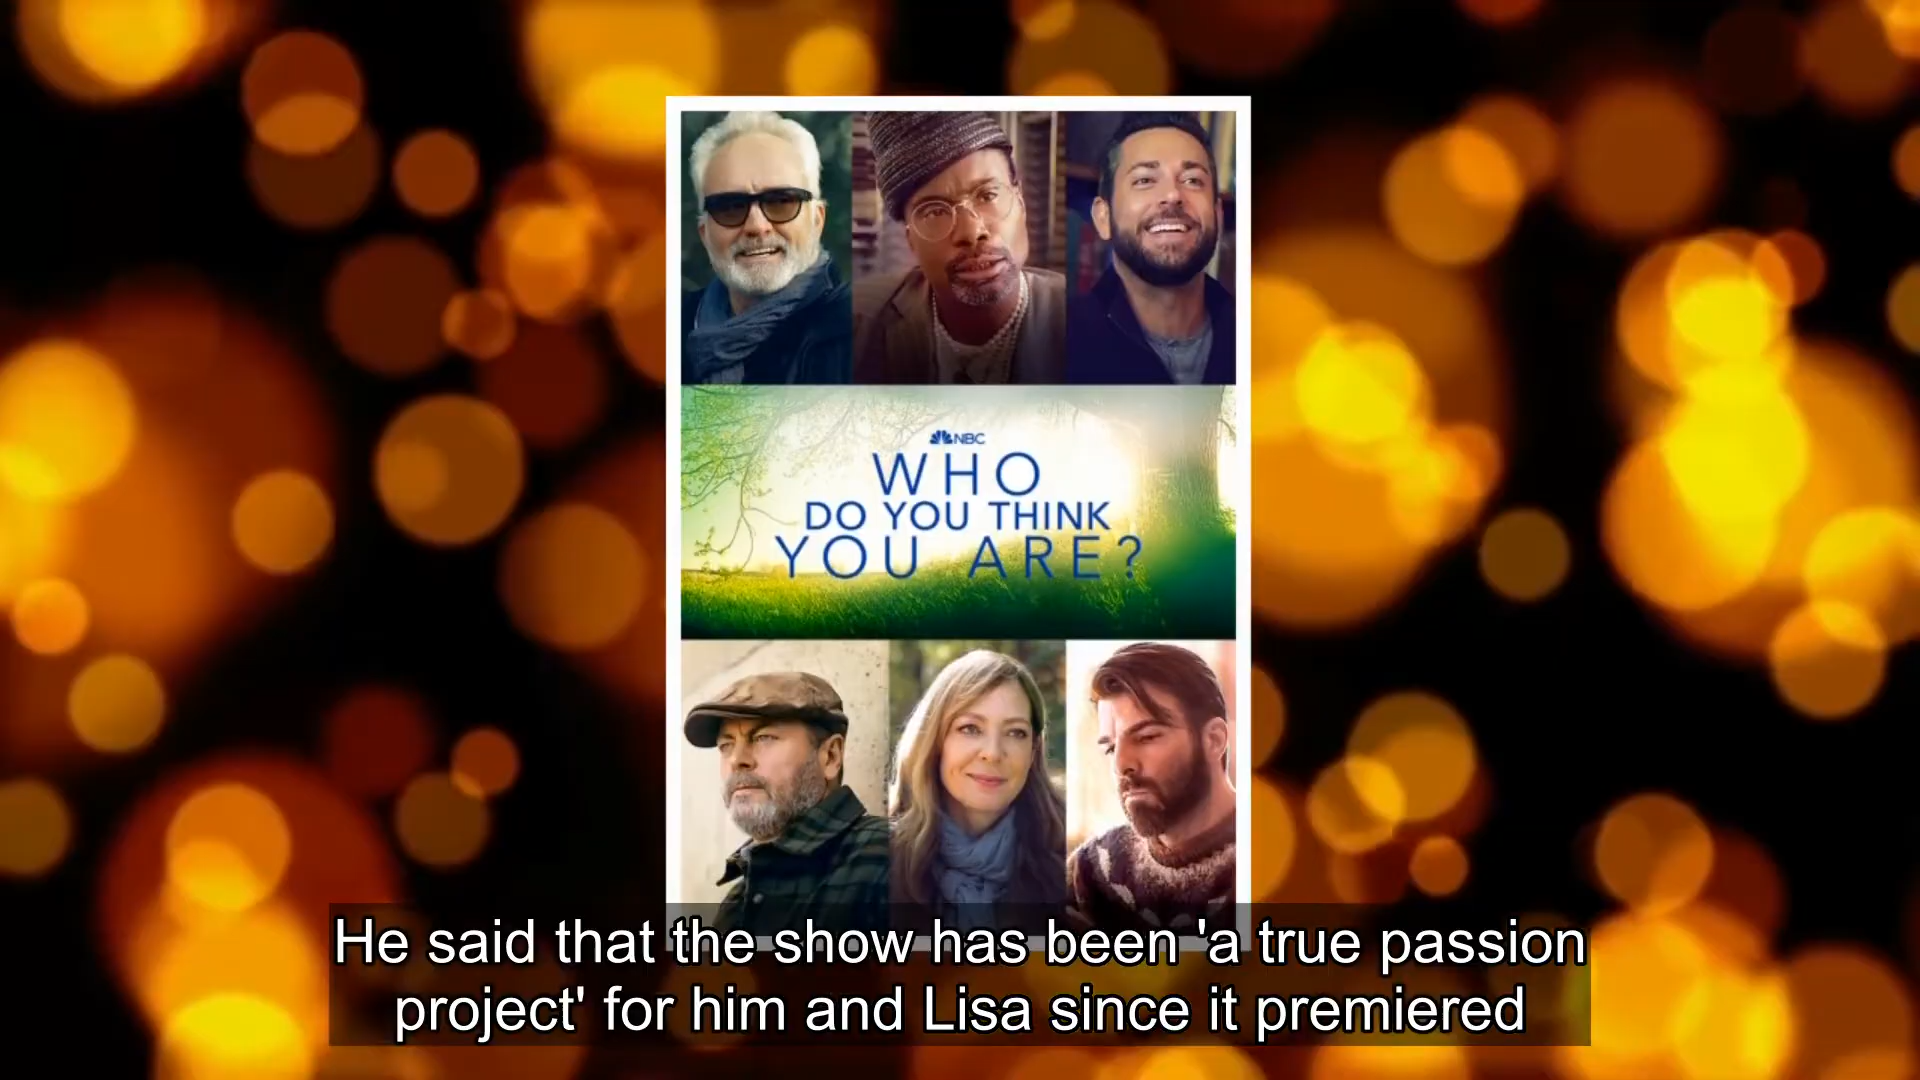 NBC
WHO
DO YOU THINK
YOU ARE?
He said that the show has been 'a true passion
project' for him and Lisa since it premiered